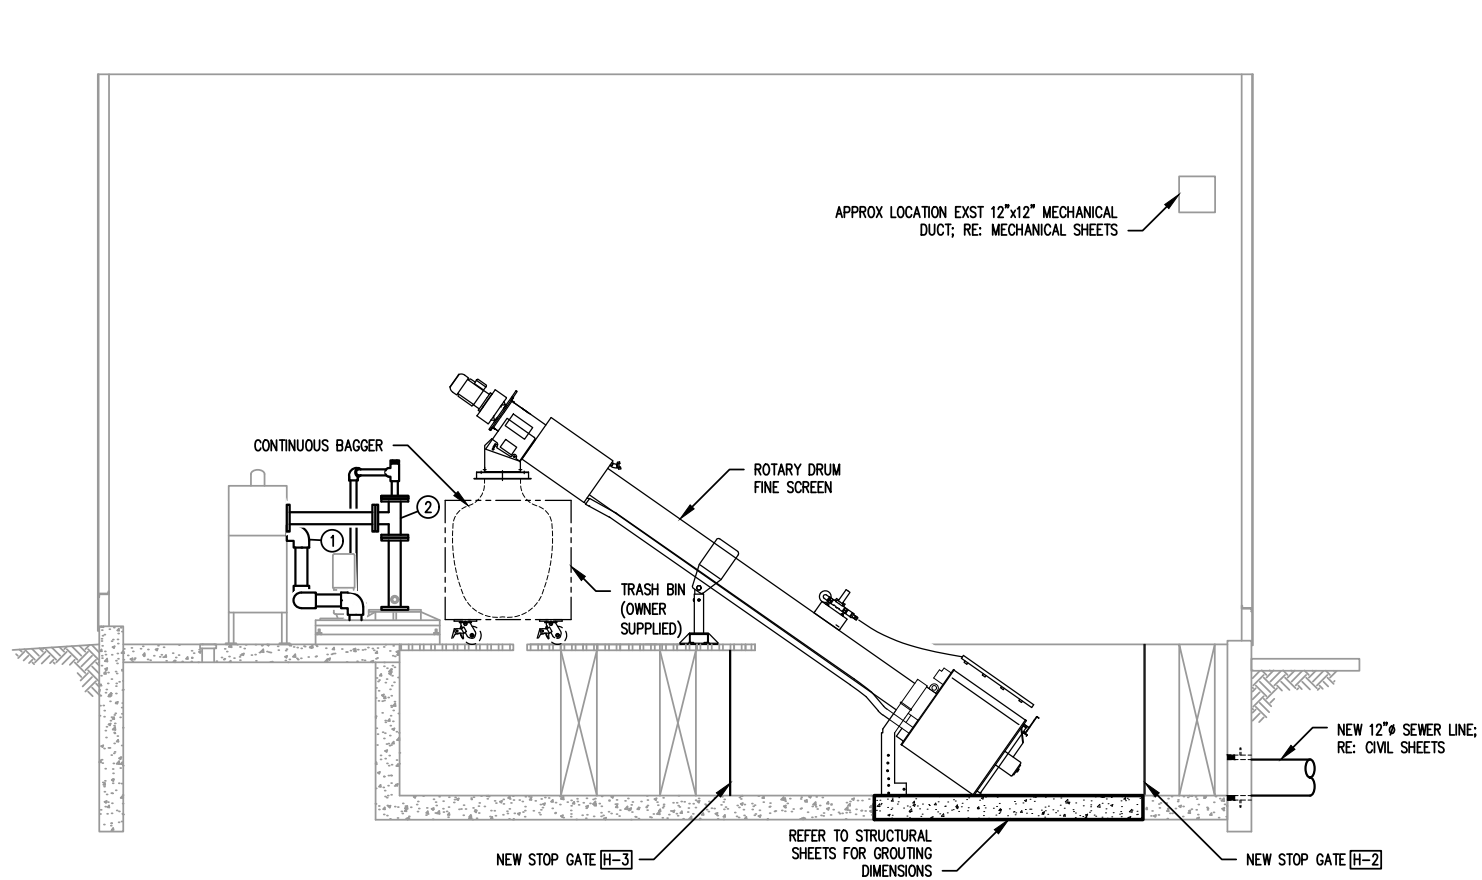 APPROX LOCATION EXST 12"x12" MECHANICAL
DUCT; RE: MECHANICAL SHEETS
CONTINUOUS BAGGER
ROTARY DRUM
FINE SCREEN
2
1
TRASH BIN
(OWNER
SUPPLIED)
NEW 12"ø SEWER LINE;
RE: CIVIL SHEETS
REFER TO STRUCTURAL
SHEETS FOR GROUTING
DIMENSIONS
NEW STOP GATE H-3
NEW STOP GATE H-2